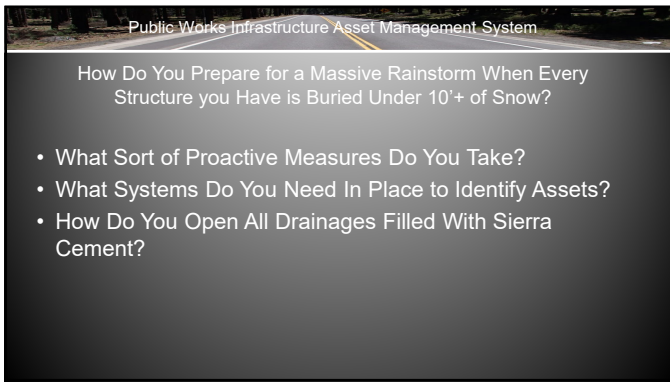 Public Works Infrastructure Asset Management System
How Do You Prepare for a Massive Rainstorm When Every
Structure you Have is Buried Under 10’+ of Snow?
• What Sort of Proactive Measures Do You Take?
• What Systems Do You Need In Place to Identify Assets?
• How Do You Open All Drainages Filled With Sierra
Cement?